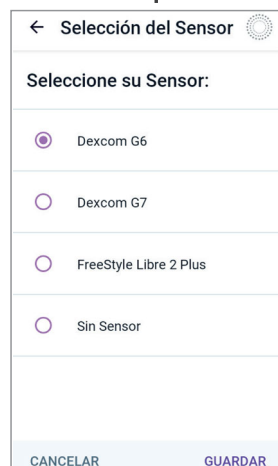 Selección del Sensor
Seleccione su Sensor:
Dexcom G6
Dexcom G7
FreeStyle Libre 2 Plus
Sin Sensor
CANCELAR GUARDAR